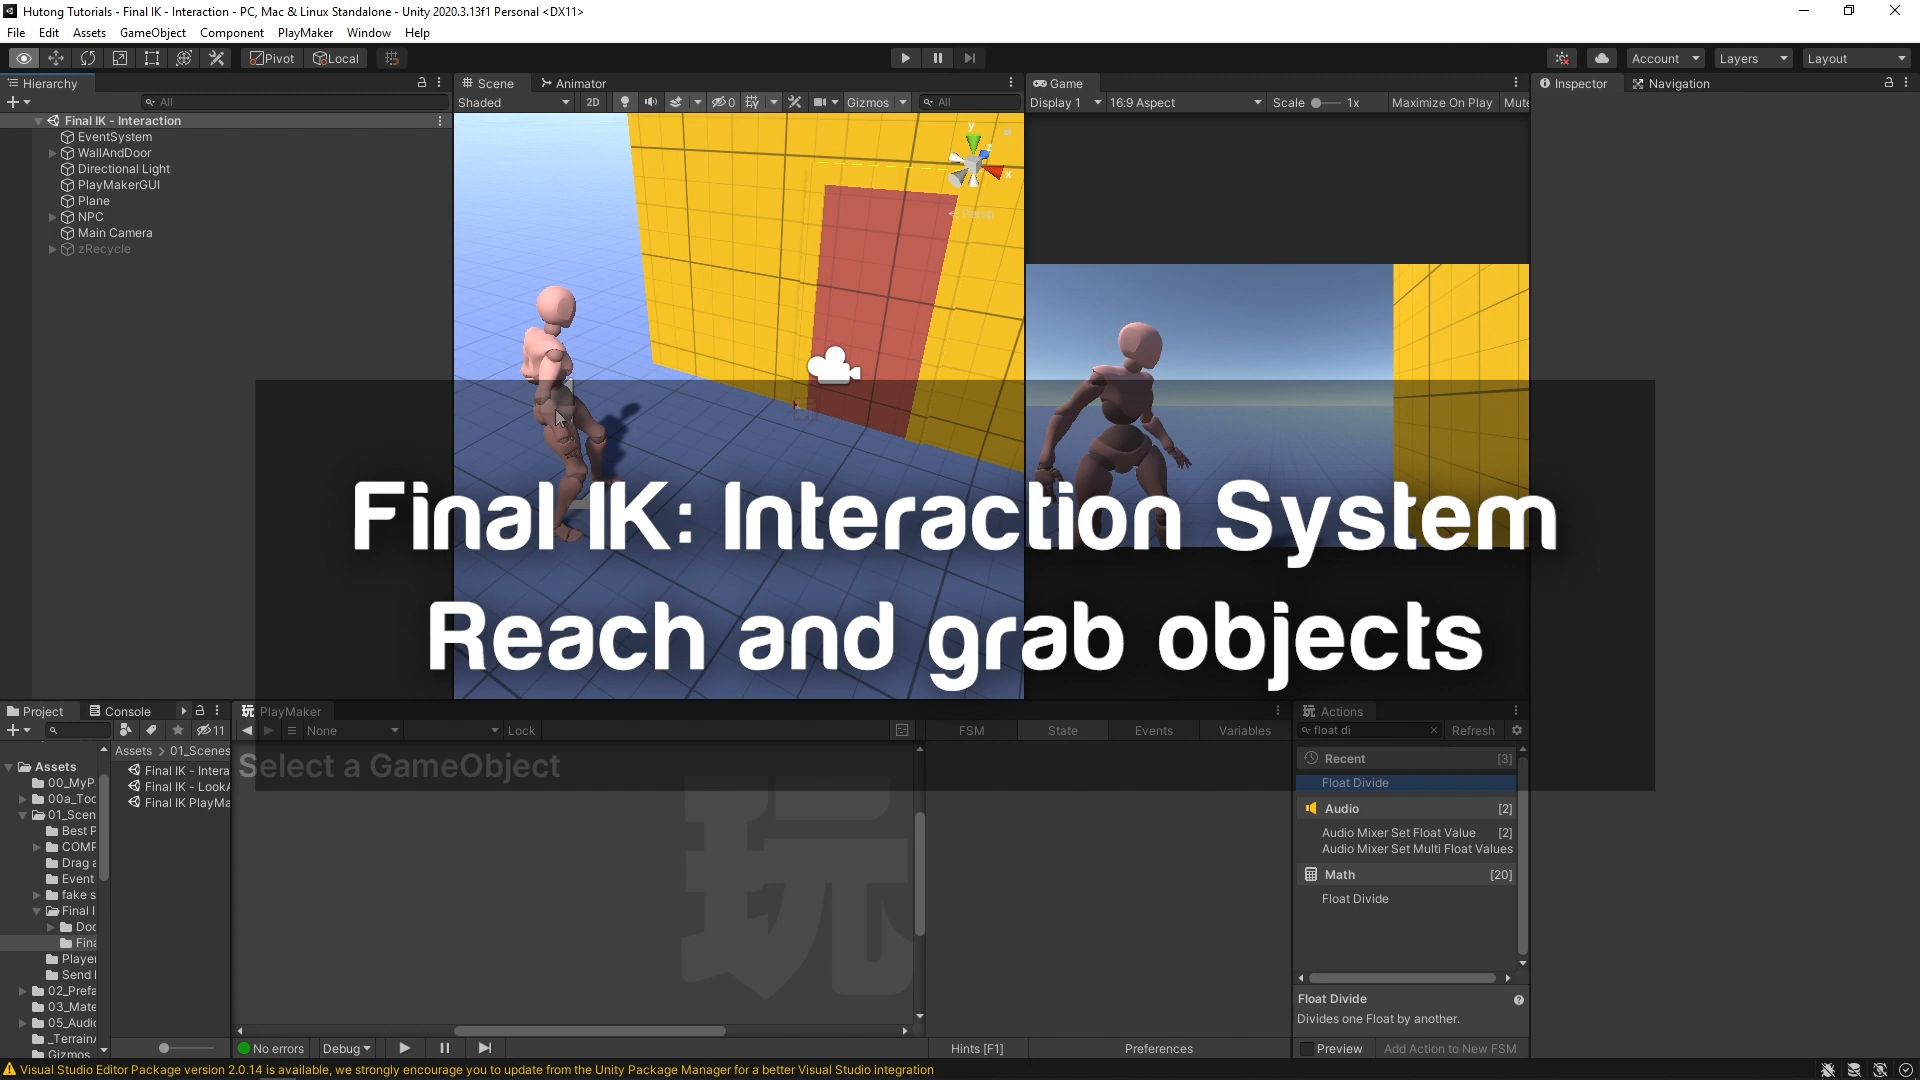 Hutong Tutorials - Final IK - Interaction - PC, Mac & Linux Standalone - Unity 2020.3.13f1 Personal <DX11>
File Edit Assets GameObject Component PlayMaker Window Help
Pivot Local Account Layers Layout
Hierarchy Scene Animator Game Inspector Navigation
All Shaded 2D 0 Gizmos All Display 1 16:9 Aspect Scale 1x Maximize On Play Mute
Final IK - Interaction
EventSystem
WallAndDoor
Directional Light
PlayMakerGUI
Plane
NPC
Main Camera
zRecycle
y
z
x
< Persp
Final IK: Interaction System
Reach and grab objects
Project Console PlayMaker Actions
11 None Lock FSM State Events Variables float di Refresh
Assets > 01_Scenes
Select a GameObject
玩
Assets
00_MyP
00a_Too
01_Scen
Best P
COMP
Drag a
Event
fake s
Final I
Doc
Fina
Player
Send I
02_Prefa
03_Mate
05_Audio
_TerrainA
Gizmos
Final IK - Intera
Final IK - LookA
Final IK PlayMa
Recent [3]
Float Divide
Audio [2]
Audio Mixer Set Float Value [2]
Audio Mixer Set Multi Float Values
Math [20]
Float Divide
Float Divide
Divides one Float by another.
No errors Debug Hints [F1] Preferences Preview Add Action to New FSM
Visual Studio Editor Package version 2.0.14 is available, we strongly encourage you to update from the Unity Package Manager for a better Visual Studio integration